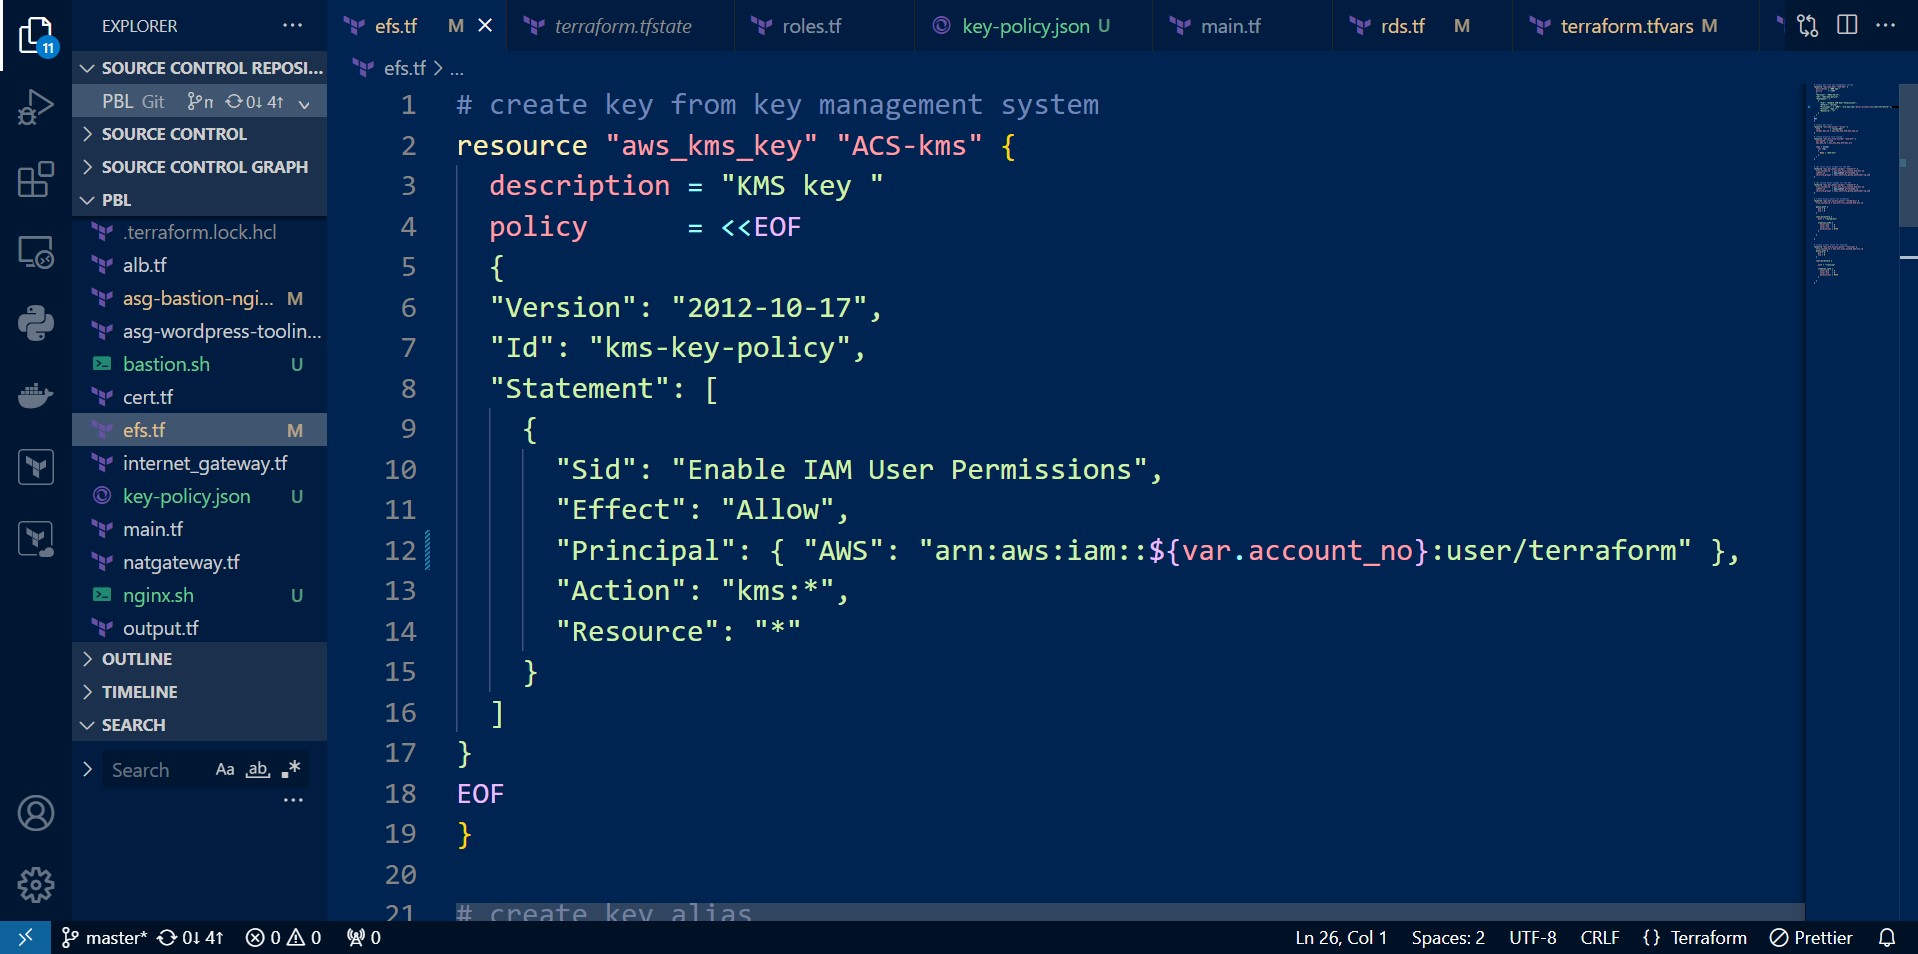 EXPLORER
efs.tf M
terraform.tfstate
roles.tf
key-policy.json U
main.tf
rds.tf M
terraform.tfvars M
11
SOURCE CONTROL REPOSI...
PBL Git 0↓ 4↑
SOURCE CONTROL
SOURCE CONTROL GRAPH
PBL
.terraform.lock.hcl
alb.tf
asg-bastion-ngi... M
asg-wordpress-toolin...
bastion.sh U
cert.tf
efs.tf M
internet_gateway.tf
key-policy.json U
main.tf
natgateway.tf
nginx.sh U
output.tf
OUTLINE
TIMELINE
SEARCH
Search Aa ab .*
...
efs.tf > ...
1 # create key from key management system
2 resource "aws_kms_key" "ACS-kms" {
3 description = "KMS key "
4 policy = <<EOF
5 {
6 "Version": "2012-10-17",
7 "Id": "kms-key-policy",
8 "Statement": [
9 {
10 "Sid": "Enable IAM User Permissions",
11 "Effect": "Allow",
12 "Principal": { "AWS": "arn:aws:iam::${var.account_no}:user/terraform" },
13 "Action": "kms:*",
14 "Resource": "*"
15 }
16 ]
17 }
18 EOF
19 }
20
21 # create key alias
master* 0↓ 4↑ 0 0 0
Ln 26, Col 1 Spaces: 2 UTF-8 CRLF {} Terraform Prettier